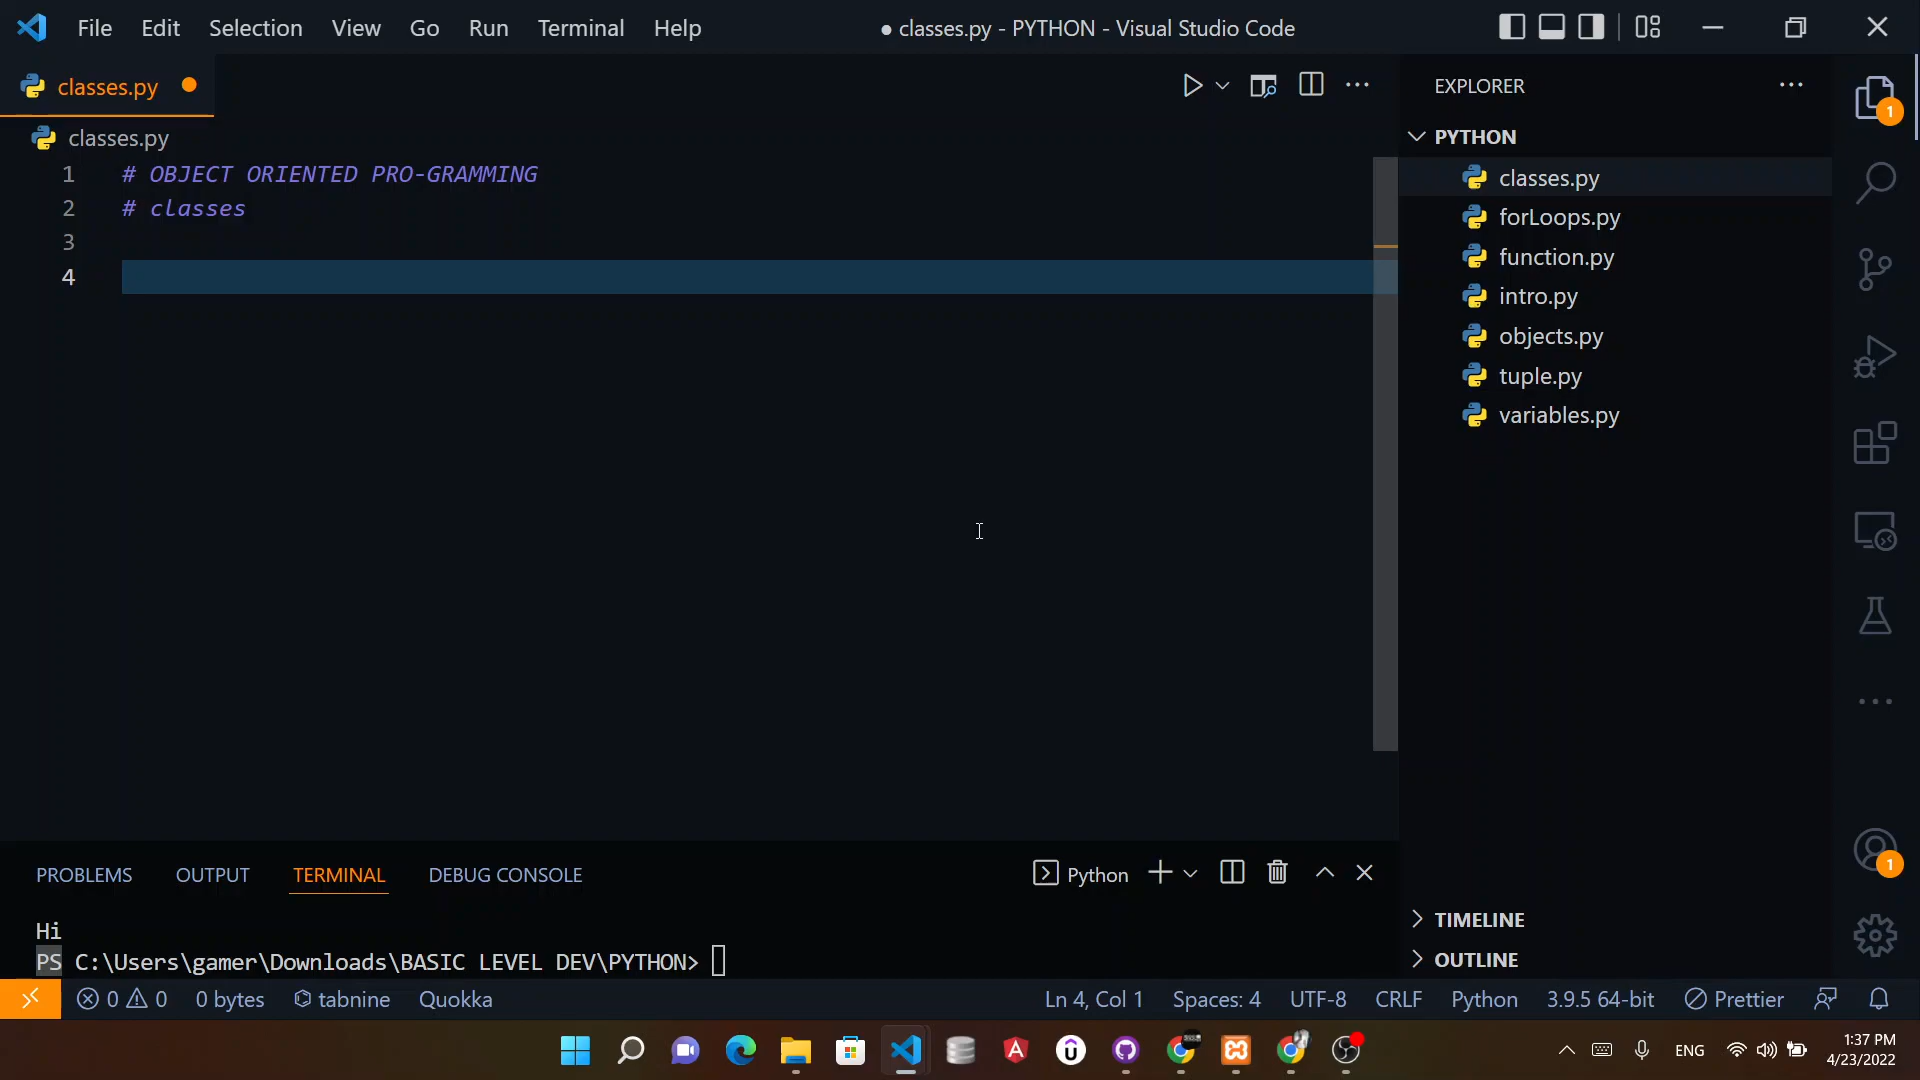 File Edit Selection View Go Run Terminal Help
● classes.py - PYTHON - Visual Studio Code
classes.py
EXPLORER
classes.py
PYTHON
1 # OBJECT ORIENTED PRO-GRAMMING
2 # classes
3
4
classes.py
forLoops.py
function.py
intro.py
objects.py
tuple.py
variables.py
1
1
PROBLEMS OUTPUT TERMINAL DEBUG CONSOLE
Python
Hi
PS C:\Users\gamer\Downloads\BASIC LEVEL DEV\PYTHON>
TIMELINE
OUTLINE
0 0 0 bytes tabnine Quokka
Ln 4, Col 1 Spaces: 4 UTF-8 CRLF Python 3.9.5 64-bit Prettier
ENG
1:37 PM
4/23/2022